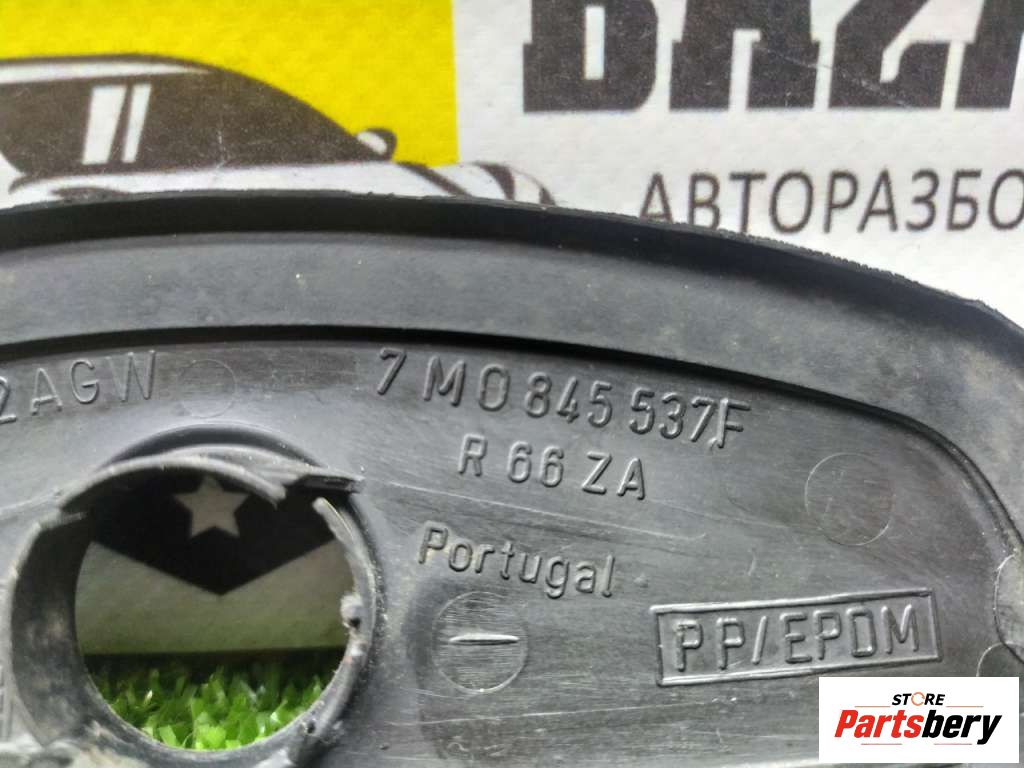 АВТОРАЗБО
2AGW
7M0 845 537F
R 66 ZA
Portugal
PP/EPDM
STORE
Partsbery